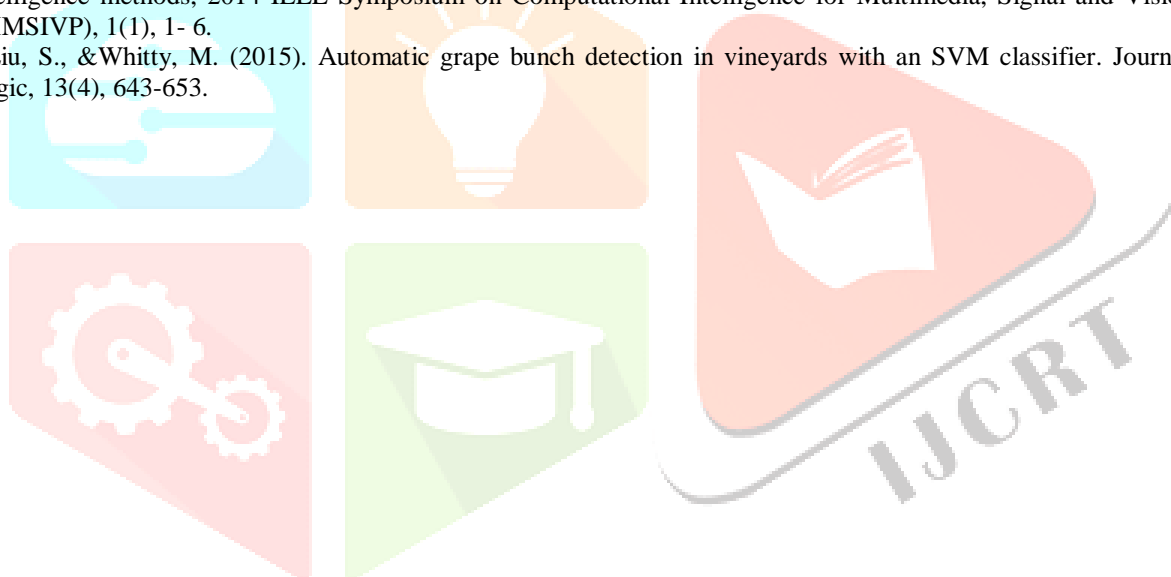 elligence methods, 2014 IEEE Symposium on Computational Intelligence for Multimedia, Signal and Visio
MSIVP), 1(1), 1- 6.
iu, S., &Whitty, M. (2015). Automatic grape bunch detection in vineyards with an SVM classifier. Journ
gic, 13(4), 643-653.
IJCRT